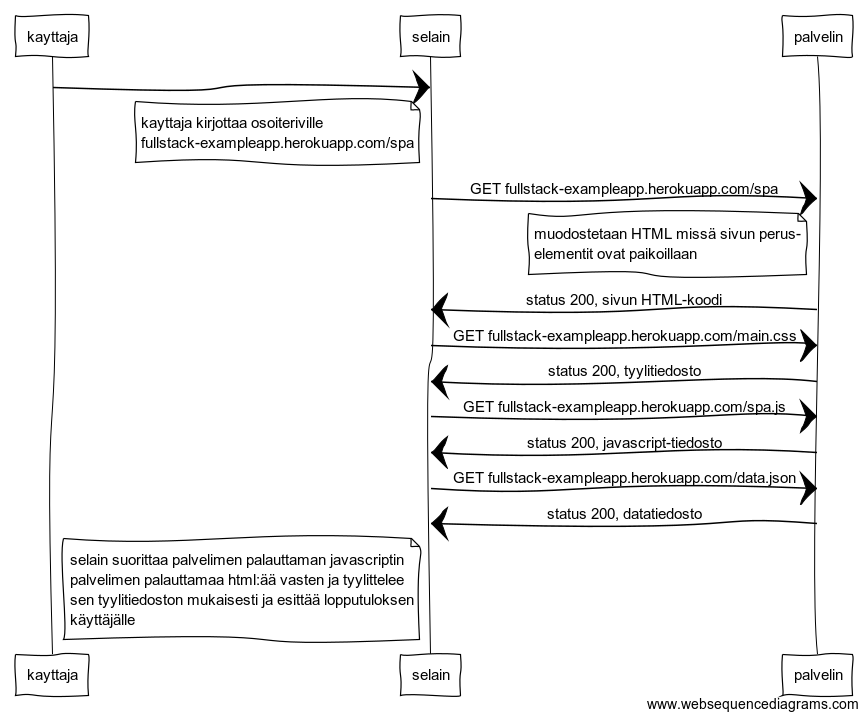 kayttaja
selain
palvelin
kayttaja kirjottaa osoiteriville
fullstack-exampleapp.herokuapp.com/spa
GET fullstack-exampleapp.herokuapp.com/spa
muodostetaan HTML missä sivun perus-
elementit ovat paikoillaan
status 200, sivun HTML-koodi
GET fullstack-exampleapp.herokuapp.com/main.css
status 200, tyylitiedosto
GET fullstack-exampleapp.herokuapp.com/spa.js
status 200, javascript-tiedosto
GET fullstack-exampleapp.herokuapp.com/data.json
status 200, datatiedosto
selain suorittaa palvelimen palauttaman javascriptin
palvelimen palauttamaa html:ää vasten ja tyylittelee
sen tyylitiedoston mukaisesti ja esittää lopputuloksen
käyttäjälle
kayttaja
selain
palvelin
www.websequencediagrams.com